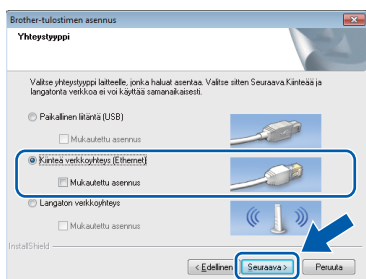 Brother-tulostimen asennus
Yhteystyyppi
Valitse yhteystyyppi laitteelle, jonka haluat asentaa. Valitse sitten Seuraava.Kiinteää ja
langatonta verkkoa ei voi käyttää samanaikaisesti.
Paikallinen liitäntä (USB)
Mukautettu asennus
Kiinteä verkkoyhteys (Ethernet)
Mukautettu asennus
Langaton verkkoyhteys
Mukautettu asennus
InstallShield
< Edellinen
Seuraava >
Peruuta